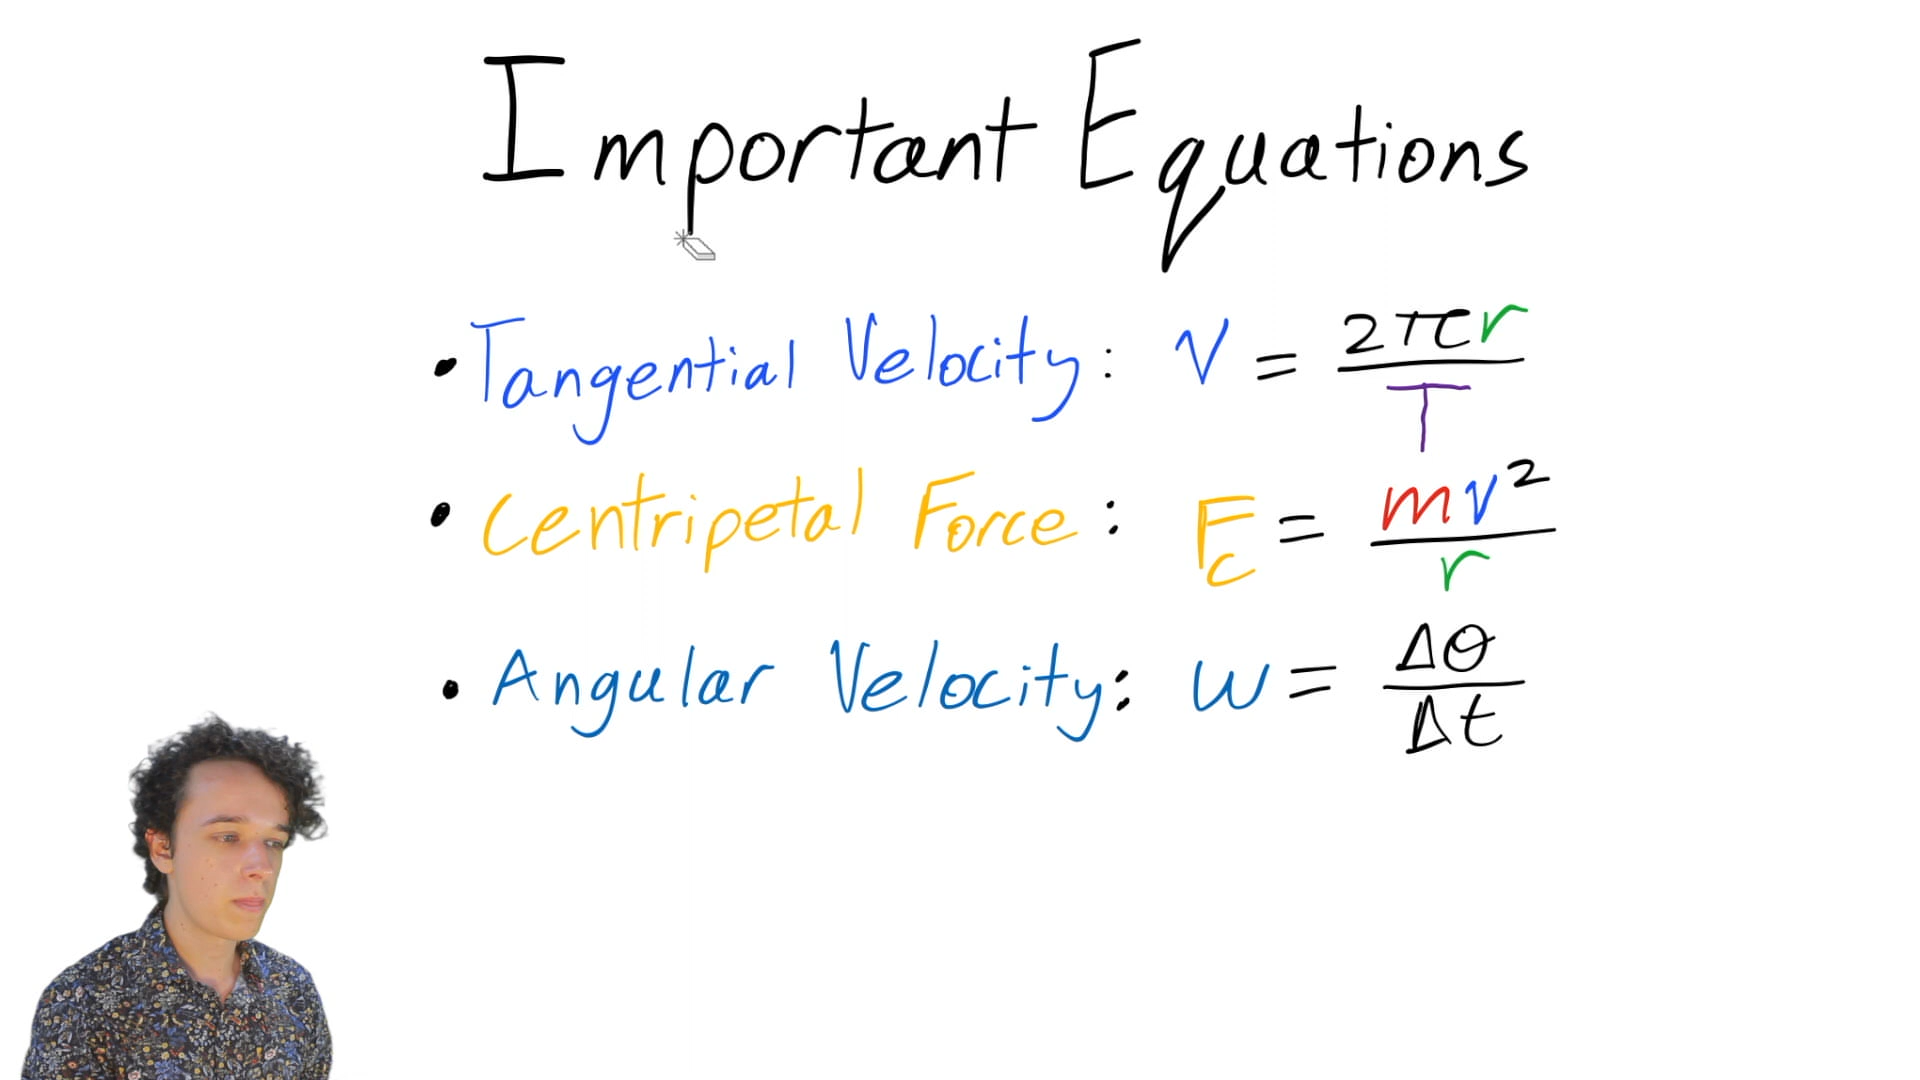 Important Equations
• Tangential Velocity: v = 2πr / T
• Centripetal Force: Fc = mv² / r
• Angular Velocity: ω = Δθ / Δt